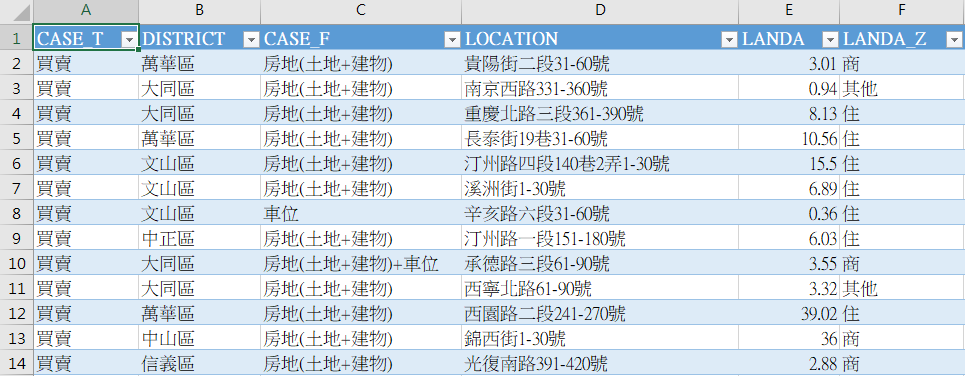 A B C D E F
1 CASE_T DISTRICT CASE_F LOCATION LANDA LANDA_Z
2 買賣 萬華區 房地(土地+建物) 貴陽街二段31-60號 3.01 商
3 買賣 大同區 房地(土地+建物) 南京西路331-360號 0.94 其他
4 買賣 大同區 房地(土地+建物) 重慶北路三段361-390號 8.13 住
5 買賣 萬華區 房地(土地+建物) 長泰街19巷31-60號 10.56 住
6 買賣 文山區 房地(土地+建物) 汀州路四段140巷2弄1-30號 15.5 住
7 買賣 文山區 房地(土地+建物) 溪洲街1-30號 6.89 住
8 買賣 文山區 車位 辛亥路六段31-60號 0.36 住
9 買賣 中正區 房地(土地+建物) 汀州路一段151-180號 6.03 住
10 買賣 大同區 房地(土地+建物)+車位 承德路三段61-90號 3.55 商
11 買賣 大同區 房地(土地+建物) 西寧北路61-90號 3.32 其他
12 買賣 萬華區 房地(土地+建物) 西園路二段241-270號 39.02 住
13 買賣 中山區 房地(土地+建物) 錦西街1-30號 36 商
14 買賣 信義區 房地(土地+建物) 光復南路391-420號 2.88 商